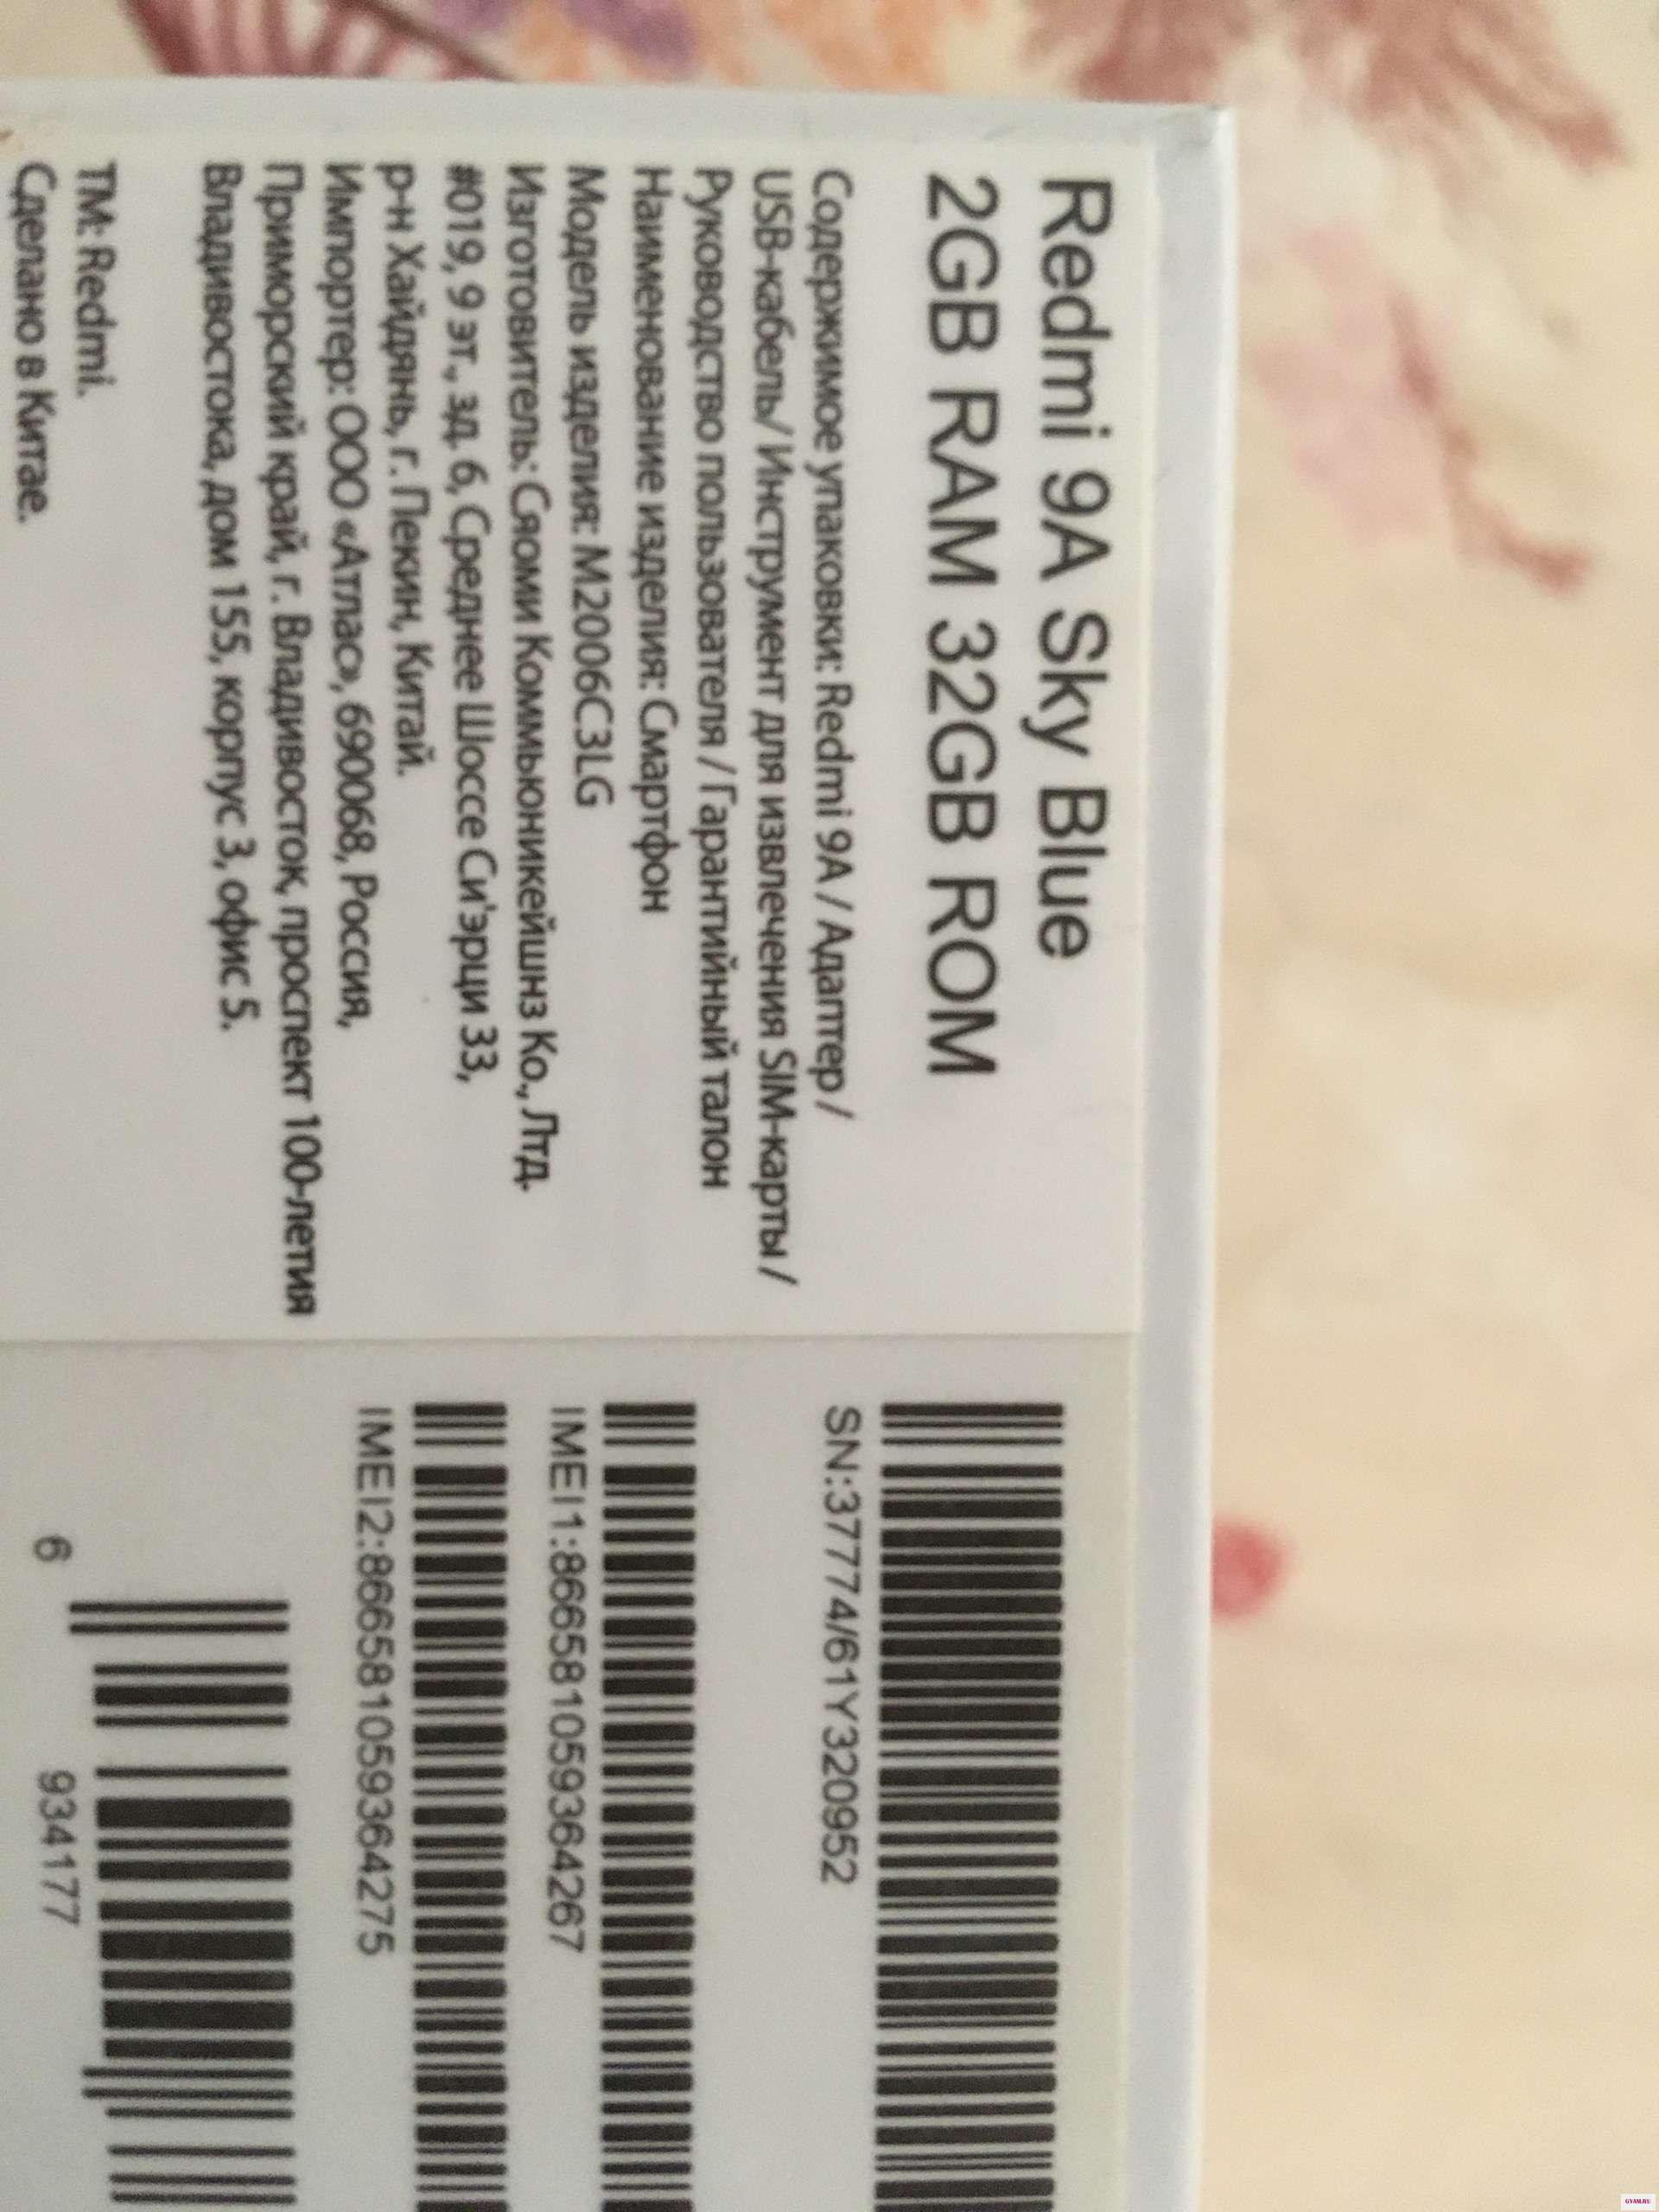 Redmi 9A Sky Blue
2GB RAM 32GB ROM
Содержимое упаковки: Redmi 9A / Адаптер /
USB-кабель/ Инструмент для извлечения SIM-карты /
Руководство пользователя / Гарантийный талон
Наименование изделия: Смартфон
Модель изделия: M2006C3LG
Изготовитель: Сяоми Коммьюникейшнз Ко., Лтд.
#019, 9 эт., зд. 6, Среднее Шоссе Си'эрци 33,
р-н Хайдянь, г. Пекин, Китай.
Импортер: ООО «Атлас», 690068, Россия,
Приморский край, г. Владивосток, проспект 100-летия
Владивостока, дом 155, корпус 3, офис 5.
TM: Redmi.
Сделано в Китае.
SN:37774/61Y320952
IMEI1:866581059364267
IMEI2:866581059364275
6 934177
GYAM.RU